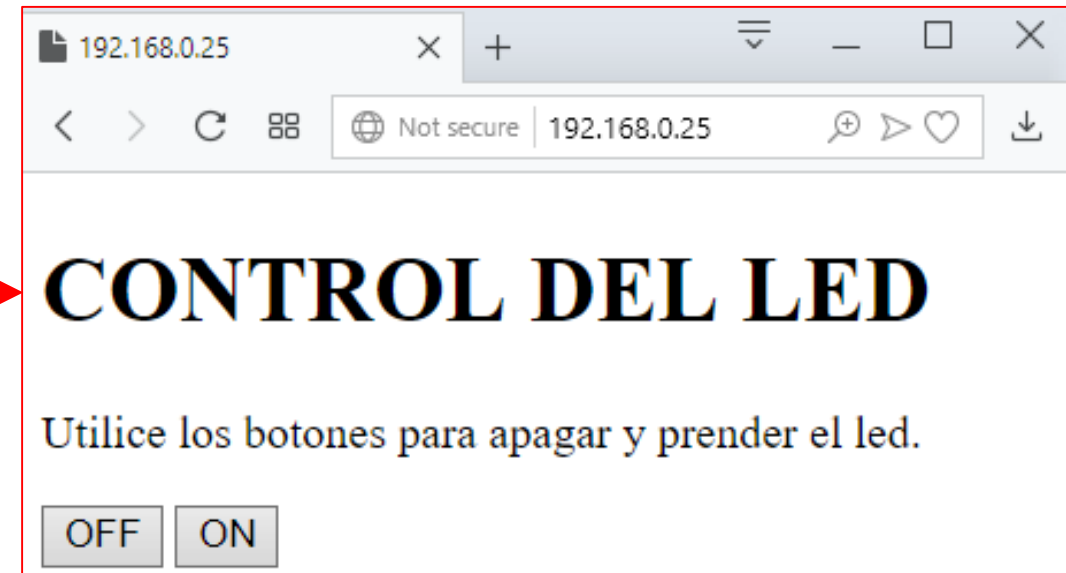 192.168.0.25
Not secure 192.168.0.25
CONTROL DEL LED
Utilice los botones para apagar y prender el led.
OFF ON